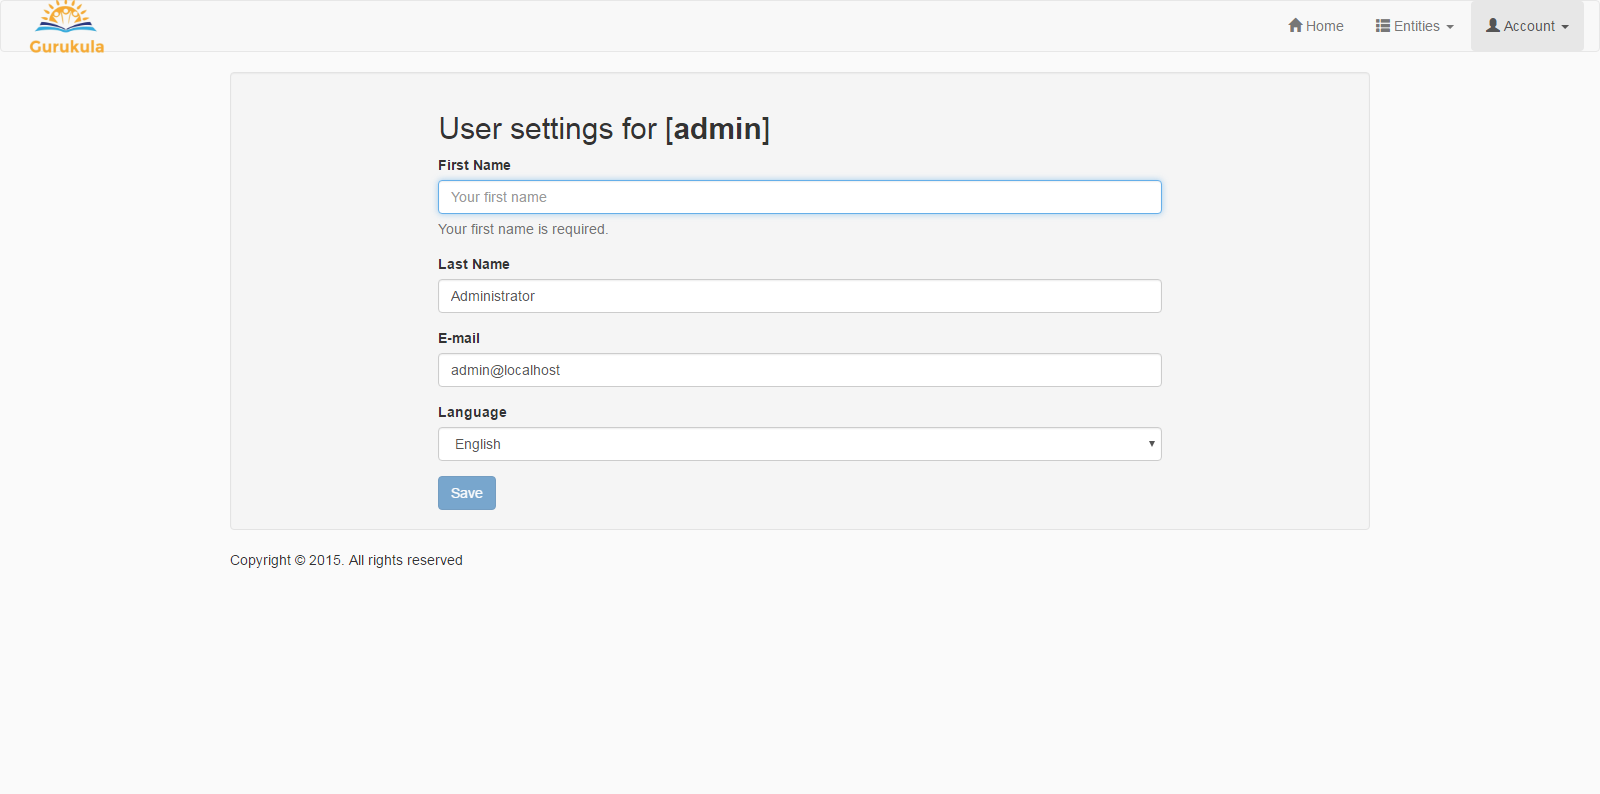 Gurukula
Home Entities Account
User settings for [admin]
First Name
Your first name
Your first name is required.
Last Name
Administrator
E-mail
admin@localhost
Language
English
Save
Copyright © 2015. All rights reserved